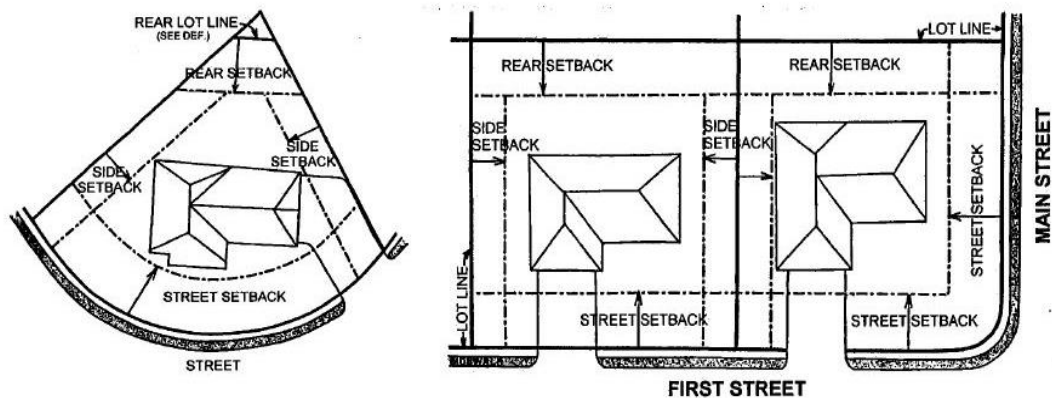 REAR LOT LINE
(SEE DEF.)
REAR SETBACK
SIDE
SETBACK
SIDE
SETBACK
STREET SETBACK
STREET
LOT LINE
REAR SETBACK
REAR SETBACK
SIDE
SETBACK
SIDE
SETBACK
STREET SETBACK
MAIN STREET
LOT LINE
STREET SETBACK
STREET SETBACK
FIRST STREET